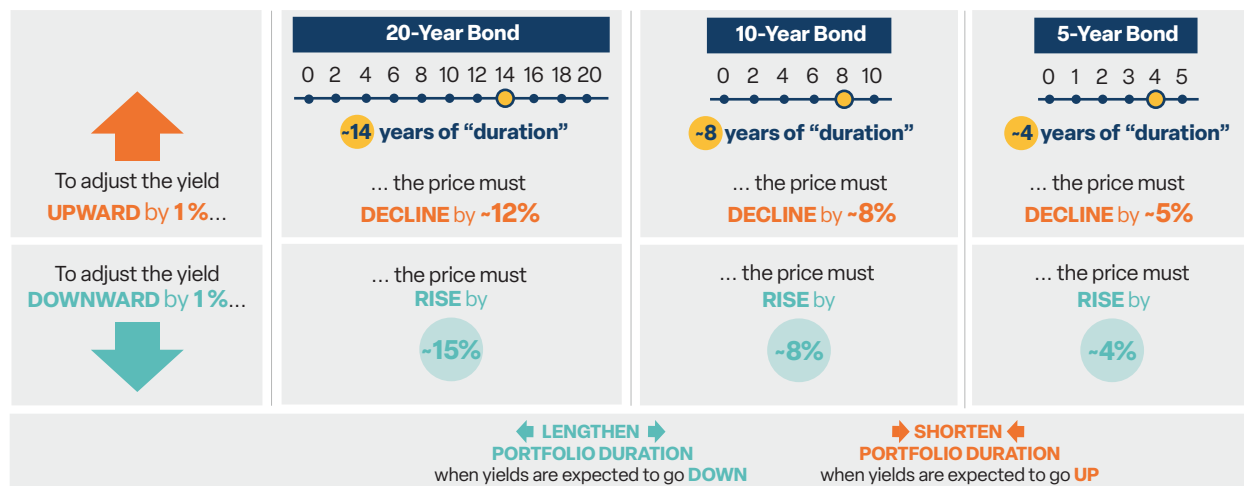 20-Year Bond
0 2 4 6 8 10 12 14 16 18 20
~14 years of “duration”
10-Year Bond
0 2 4 6 8 10
~8 years of “duration”
5-Year Bond
0 1 2 3 4 5
~4 years of “duration”
To adjust the yield
UPWARD by 1%...
... the price must
DECLINE by ~12%
... the price must
DECLINE by ~8%
... the price must
DECLINE by ~5%
To adjust the yield
DOWNWARD by 1%...
... the price must
RISE by
~15%
... the price must
RISE by
~8%
... the price must
RISE by
~4%
LENGTHEN
PORTFOLIO DURATION
when yields are expected to go DOWN
SHORTEN
PORTFOLIO DURATION
when yields are expected to go UP